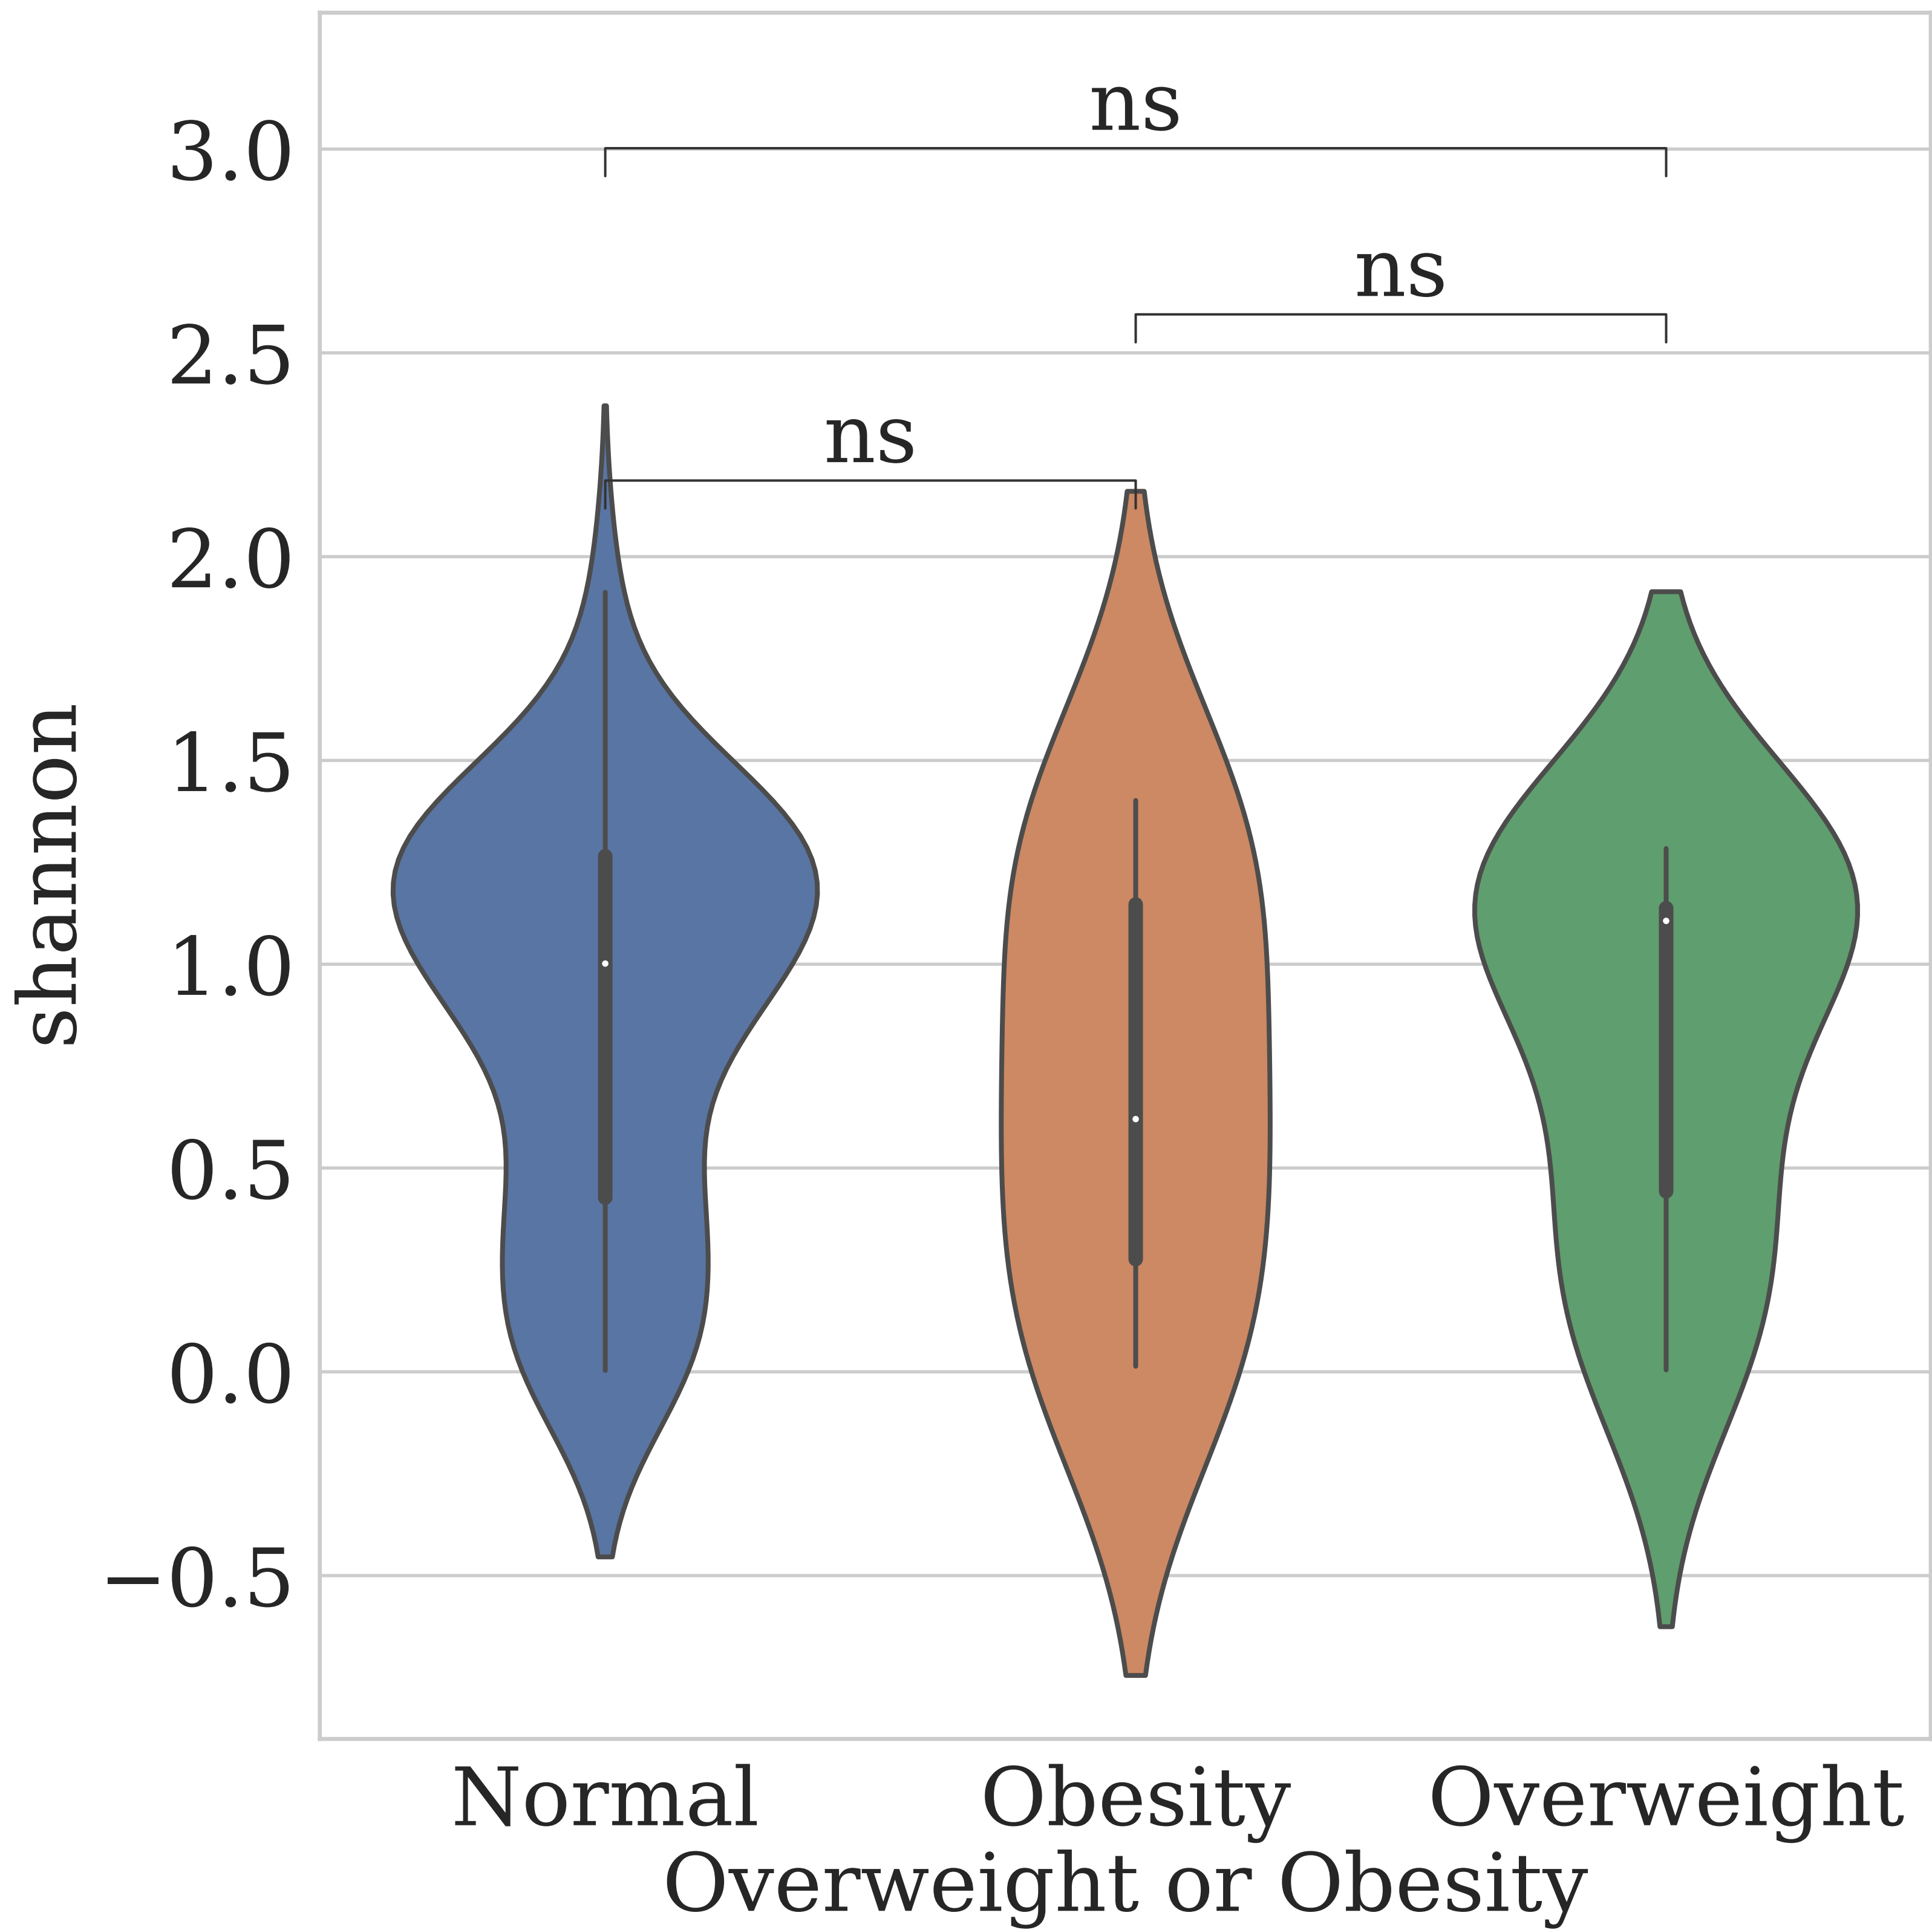 ns
3.0
ns
2.5
ns
2.0
1.5
shannon
1.0
0.5
0.0
−0.5
Normal Obesity Overweight
Overweight or Obesity